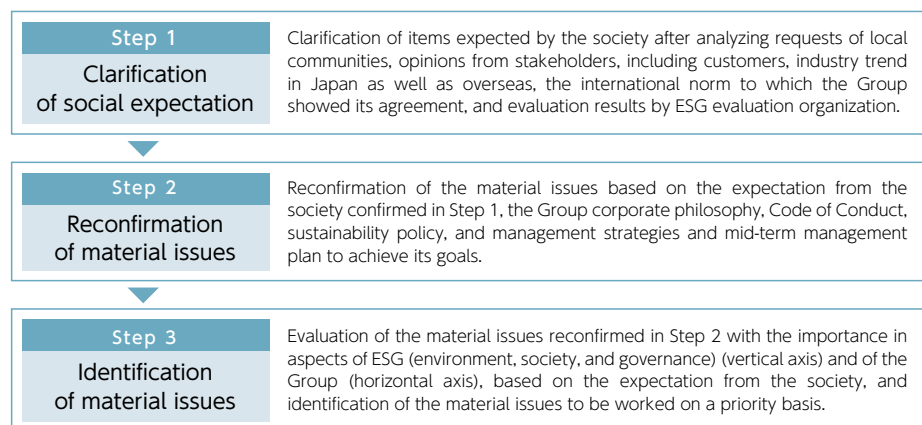 Step 1
Clarification
of social expectation
Clarification of items expected by the society after analyzing requests of local
communities, opinions from stakeholders, including customers, industry trend
in Japan as well as overseas, the international norm to which the Group
showed its agreement, and evaluation results by ESG evaluation organization.
Step 2
Reconfirmation
of material issues
Reconfirmation of the material issues based on the expectation from the
society confirmed in Step 1, the Group corporate philosophy, Code of Conduct,
sustainability policy, and management strategies and mid-term management
plan to achieve its goals.
Step 3
Identification
of material issues
Evaluation of the material issues reconfirmed in Step 2 with the importance in
aspects of ESG (environment, society, and governance) (vertical axis) and of the
Group (horizontal axis), based on the expectation from the society, and
identification of the material issues to be worked on a priority basis.